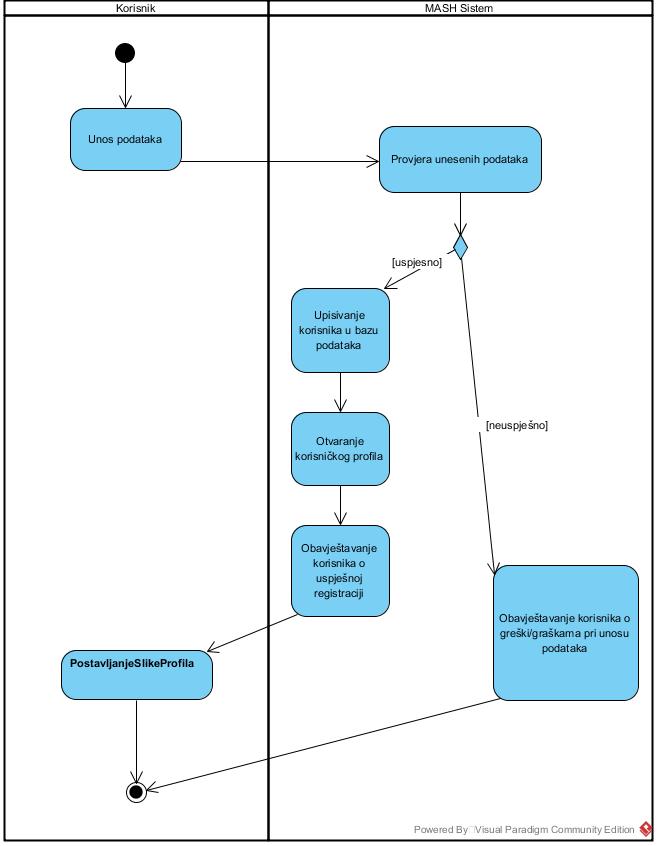 Korisnik
MASH Sistem
Unos podataka
Provjera unesenih podataka
[uspjesno]
Upisivanje
korisnika u bazu
podataka
[neuspješno]
Otvaranje
korisničkog profila
Obavještavanje
korisnika o
uspješnoj
registraciji
Obavještavanje korisnika o
greški/graškama pri unosu
podataka
PostavljanjeSlikeProfila
Powered By Visual Paradigm Community Edition